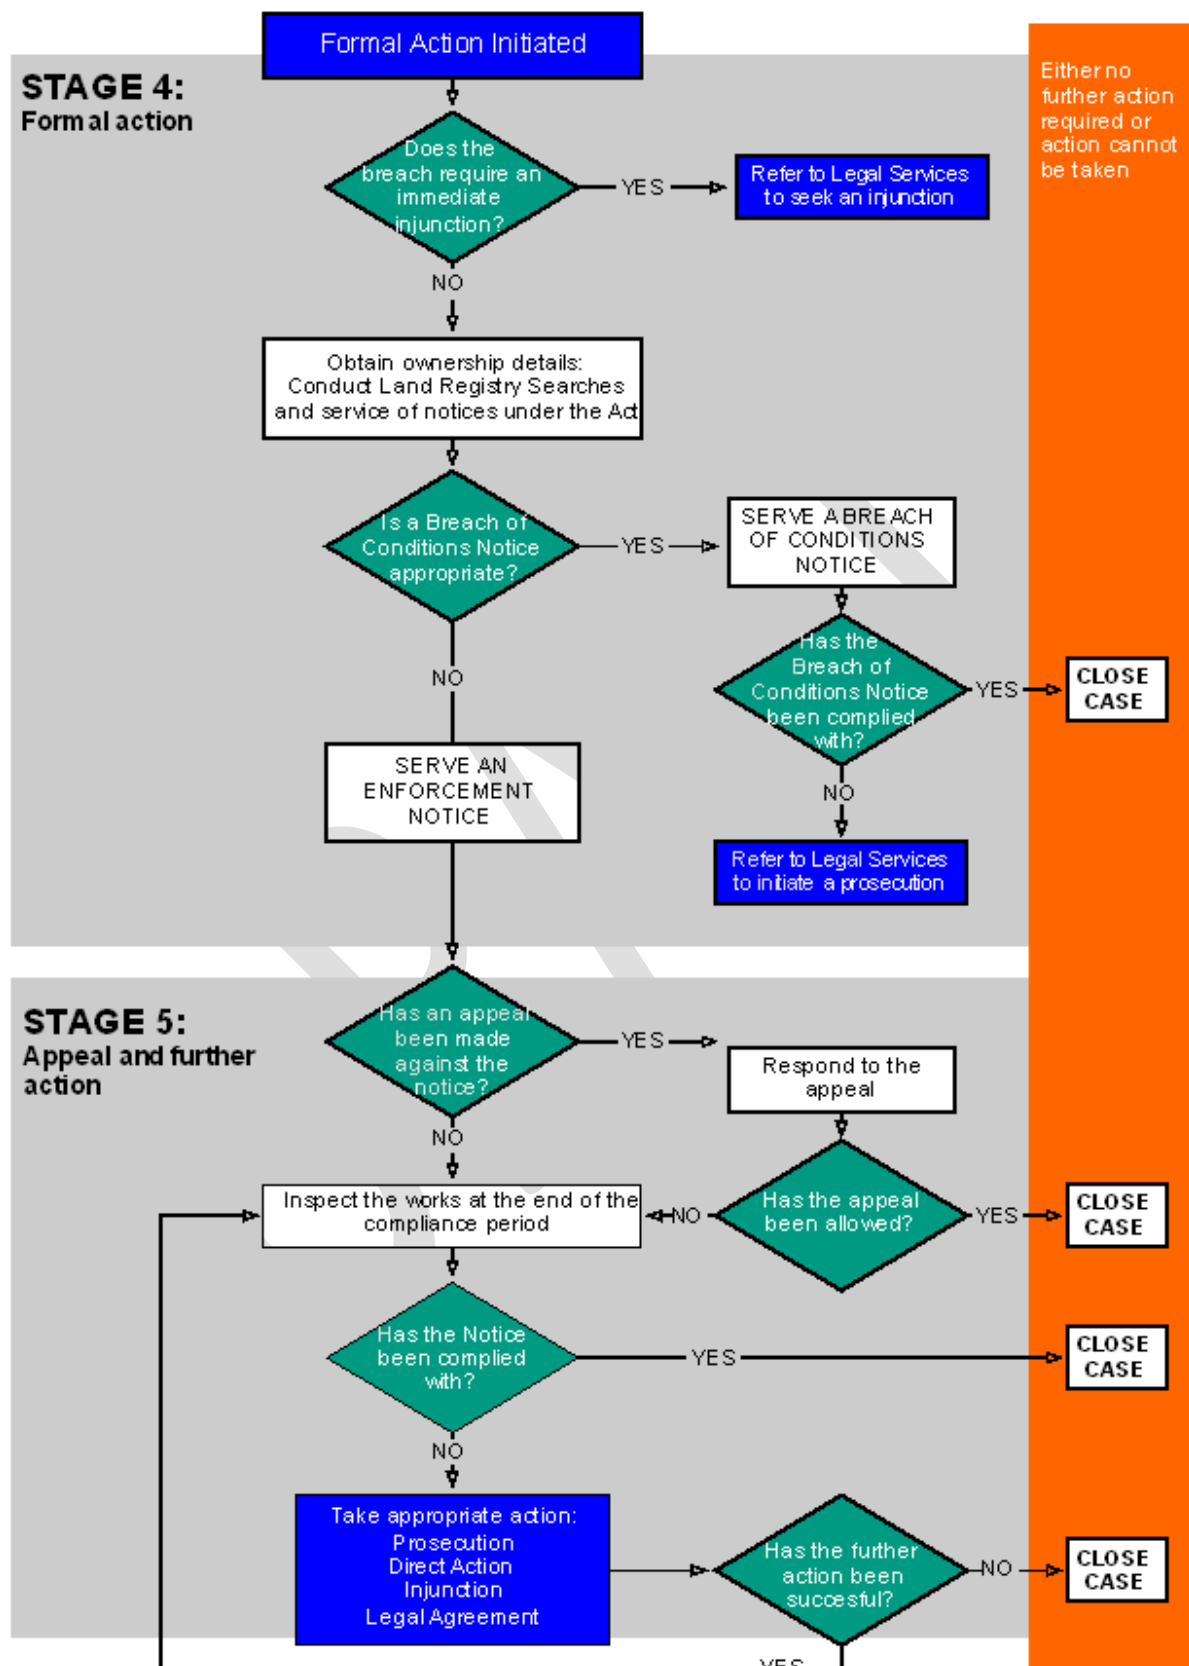 Formal Action Initiated
STAGE 4:
Formal action
Either no
further action
required or
action cannot
be taken
Does the
breach require an
immediate
injunction?
YES
Refer to Legal Services
to seek an injunction
NO
Obtain ownership details:
Conduct Land Registry Searches
and service of notices under the Act
Is a Breach of
Conditions Notice
appropriate?
YES
SERVE A BREACH
OF CONDITIONS
NOTICE
Has the
Breach of
Conditions Notice
been complied
with?
YES
CLOSE
CASE
NO
SERVE AN
ENFORCEMENT
NOTICE
NO
Refer to Legal Services
to initiate a prosecution
STAGE 5:
Appeal and further
action
Has an appeal
been made
against the
notice?
YES
Respond to the
appeal
NO
Inspect the works at the end of the
compliance period
NO
Has the appeal
been allowed?
YES
CLOSE
CASE
Has the Notice
been complied
with?
YES
CLOSE
CASE
NO
Take appropriate action:
Prosecution
Direct Action
Injunction
Legal Agreement
Has the further
action been
succesful?
NO
CLOSE
CASE
YES